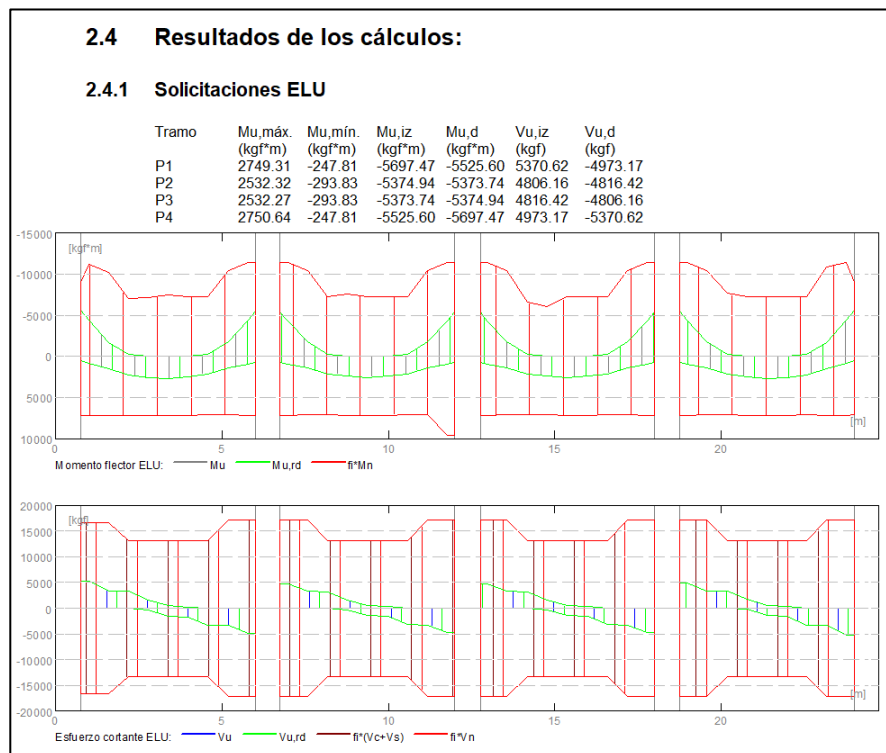 2.4 Resultados de los cálculos:
2.4.1 Solicitaciones ELU
Tramo Mu,máx. Mu,mín. Mu,iz Mu,d Vu,iz Vu,d
(kgf*m) (kgf*m) (kgf*m) (kgf*m) (kgf) (kgf)
P1 2749.31 -247.81 -5697.47 -5525.60 5370.62 -4973.17
P2 2532.32 -293.83 -5374.94 -5373.74 4806.16 -4816.42
P3 2532.27 -293.83 -5373.74 -5374.94 4816.42 -4806.16
P4 2750.64 -247.81 -5525.60 -5697.47 4973.17 -5370.62
-15000
[kgf*m]
-10000
-5000
0
5000
[m]
10000
0 5 10 15 20
Momento flector ELU: Mu Mu,rd fi*Mn
20000
[kgf]
15000
10000
5000
0
-5000
-10000
-15000
[m]
-20000
0 5 10 15 20
Esfuerzo cortante ELU: Vu Vu,rd fi*(Vc+Vs) fi*Vn